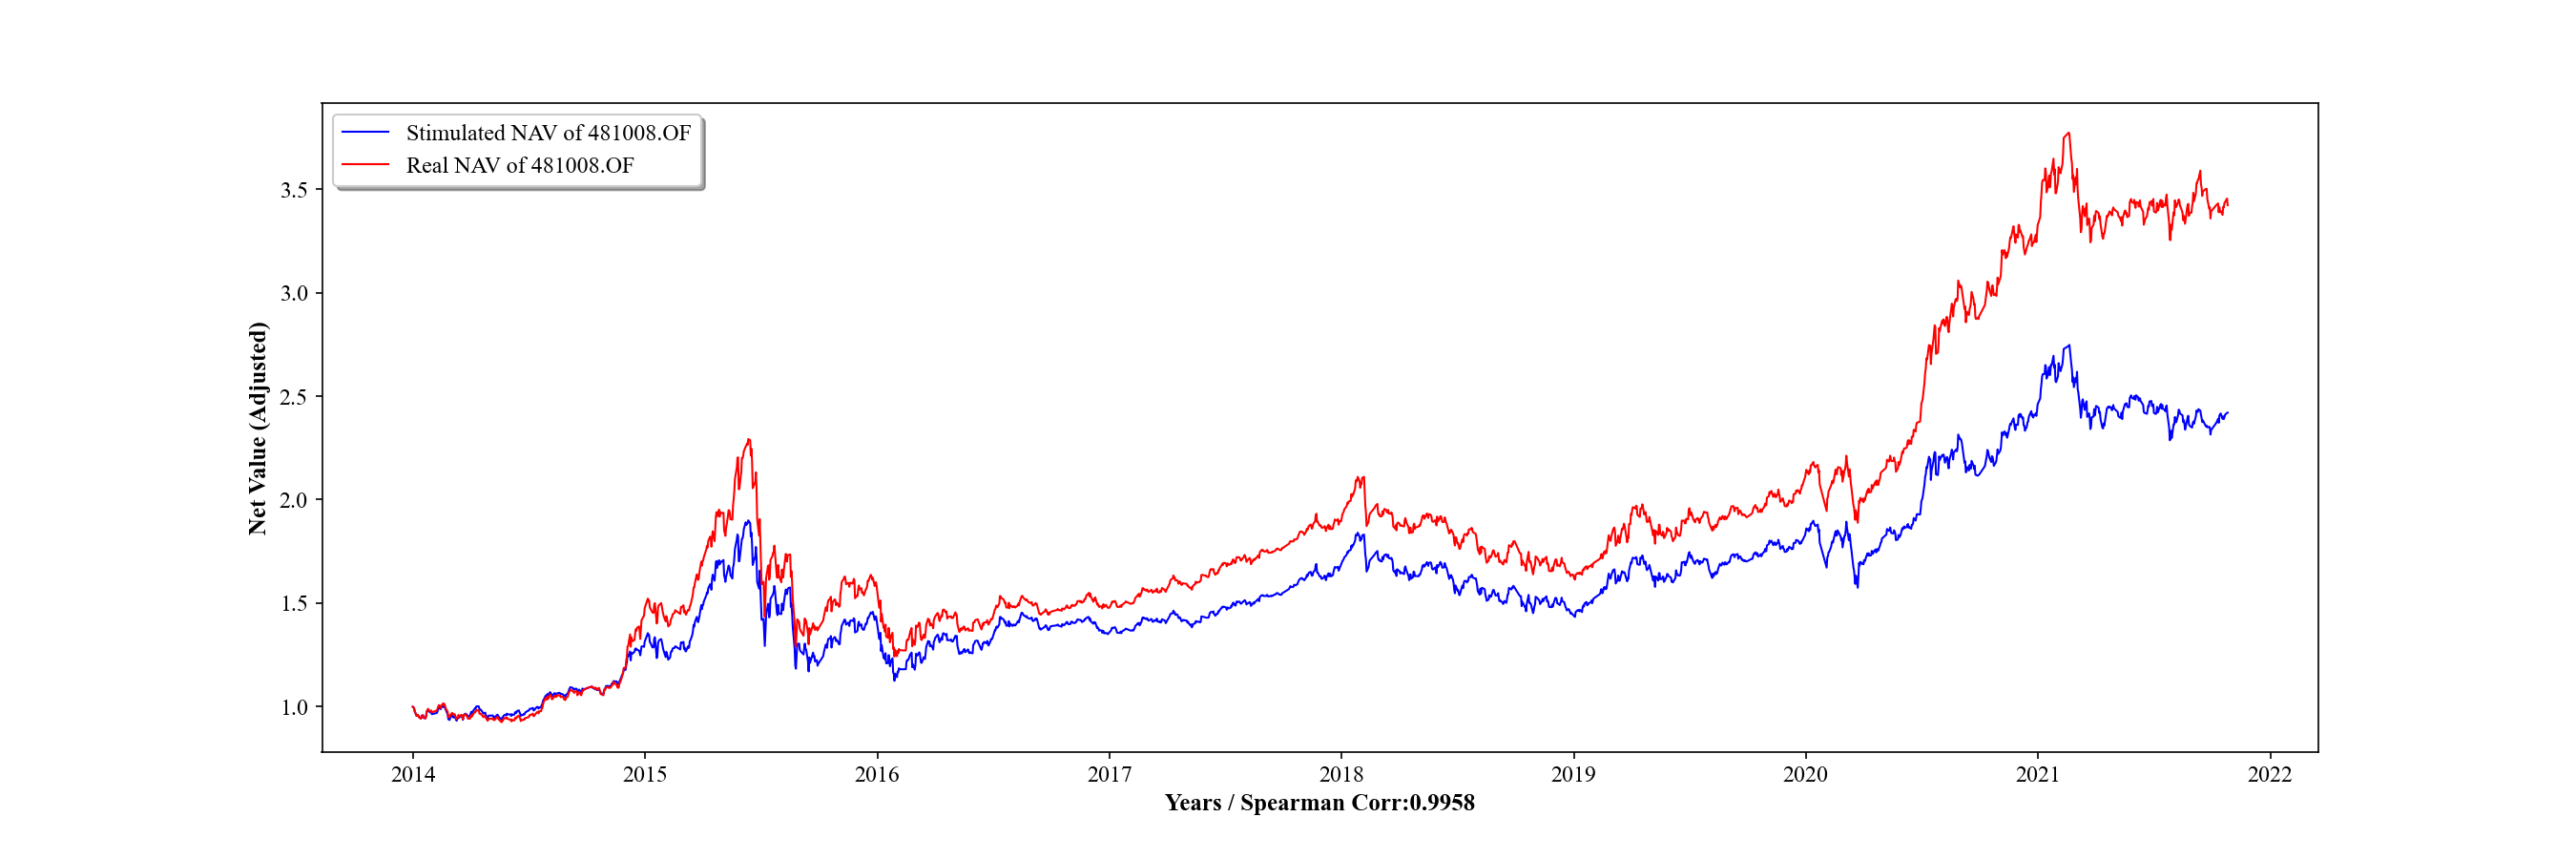 Stimulated NAV of 481008.OF
Real NAV of 481008.OF
3.5
3.0
2.5
2.0
1.5
1.0
Net Value (Adjusted)
2014 2015 2016 2017 2018 2019 2020 2021 2022
Years / Spearman Corr:0.9958